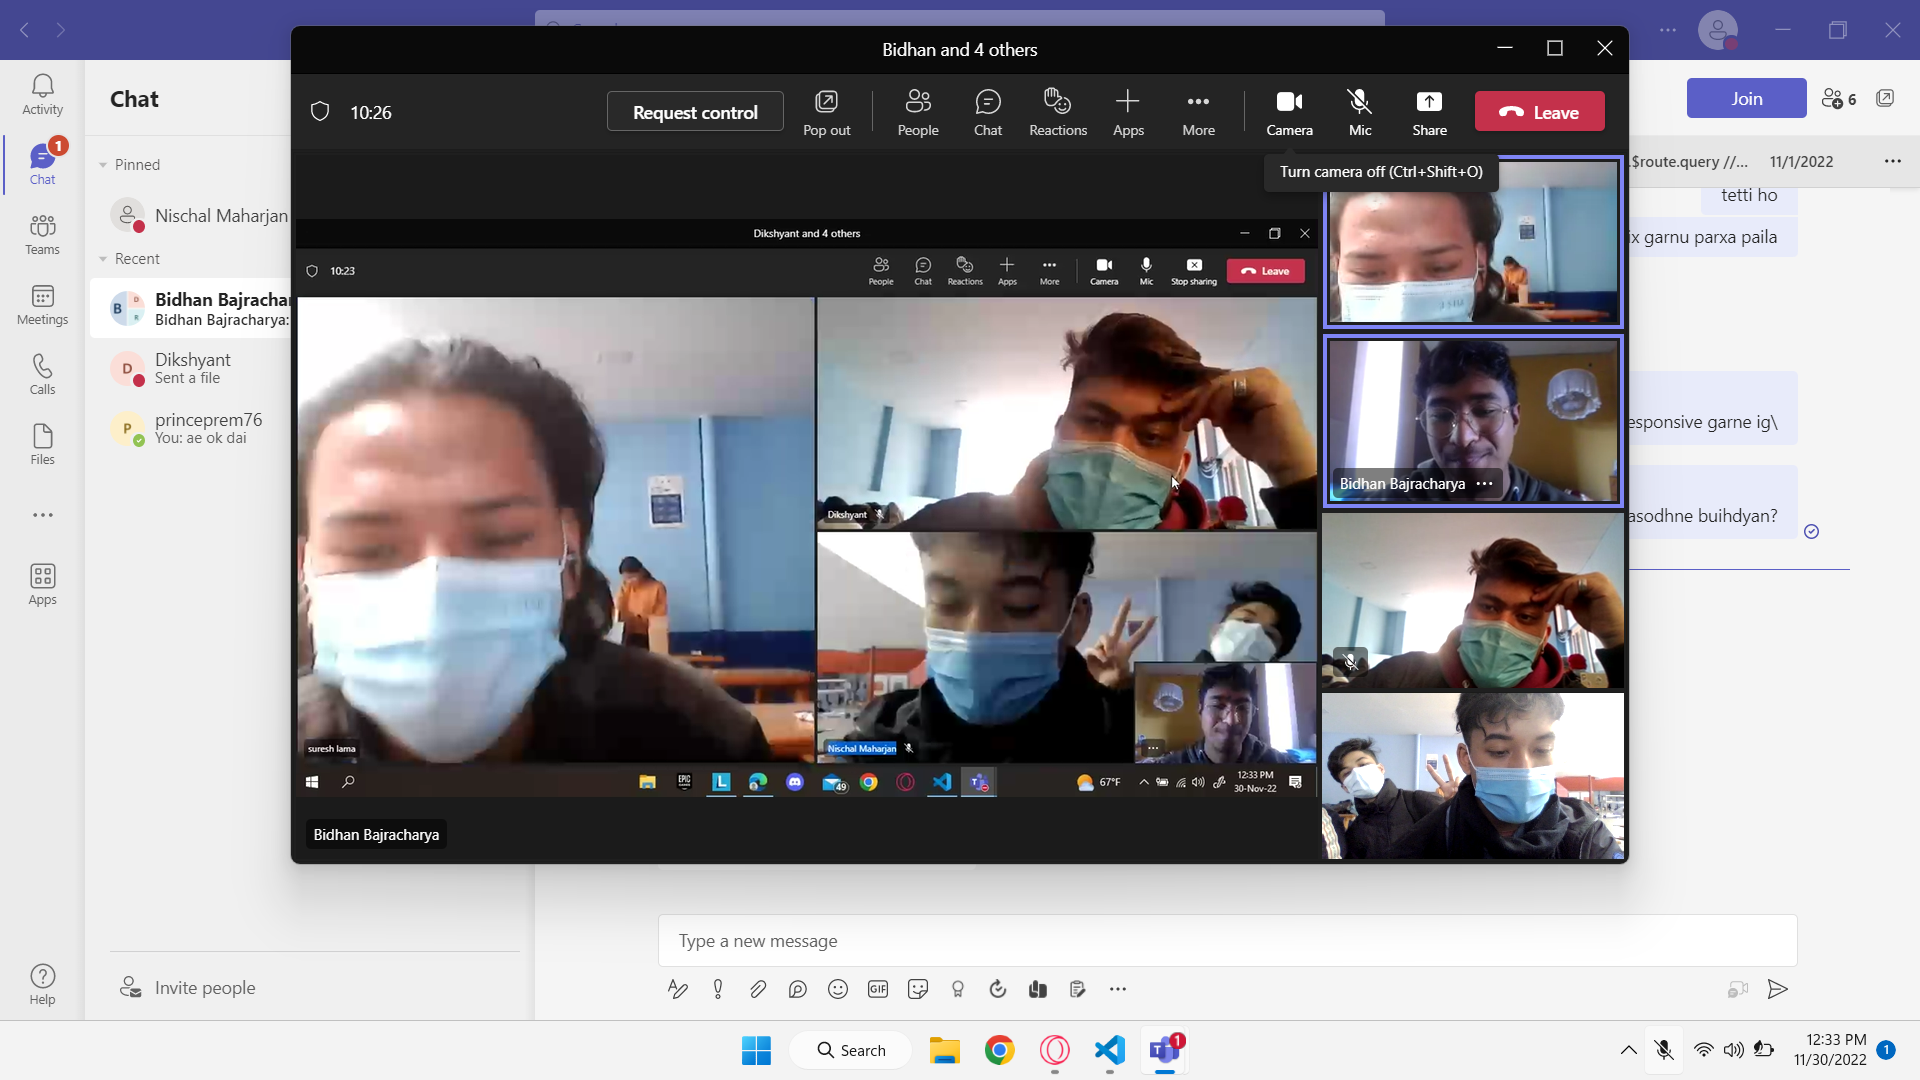 Bidhan and 4 others
10:26
Request control
Pop out
People
Chat
Reactions
Apps
More
Camera
Mic
Share
Leave
Turn camera off (Ctrl+Shift+O)
Activity
Chat
1
Teams
Meetings
Calls
Files
Apps
Help
Chat
Pinned
Nischal Maharjan
Recent
B
D
R
Bidhan Bajrachar
Bidhan Bajracharya:
D
Dikshyant
Sent a file
P
princeprem76
You: ae ok dai
Invite people
Join
6
.$route.query //...
11/1/2022
tetti ho
ix garnu parxa paila
esponsive garne ig\
asodhne buihdyan?
Dikshyant and 4 others
10:23
People
Chat
Reactions
Apps
More
Camera
Mic
Stop sharing
Leave
suresh lama
Dikshyant
Nischal Maharjan
EPIC
L
49
67°F
12:33 PM
30-Nov-22
Bidhan Bajracharya
Bidhan Bajracharya
Type a new message
GIF
Search
1
12:33 PM
11/30/2022
1